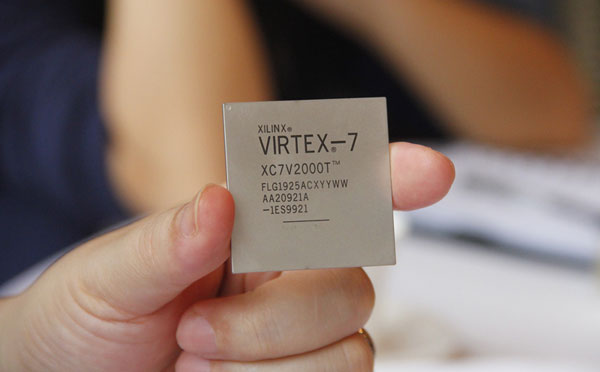 XILINX®
VIRTEX®-7
XC7V2000T™
FLG1925ACXYYWW
AA20921A
-1ES9921